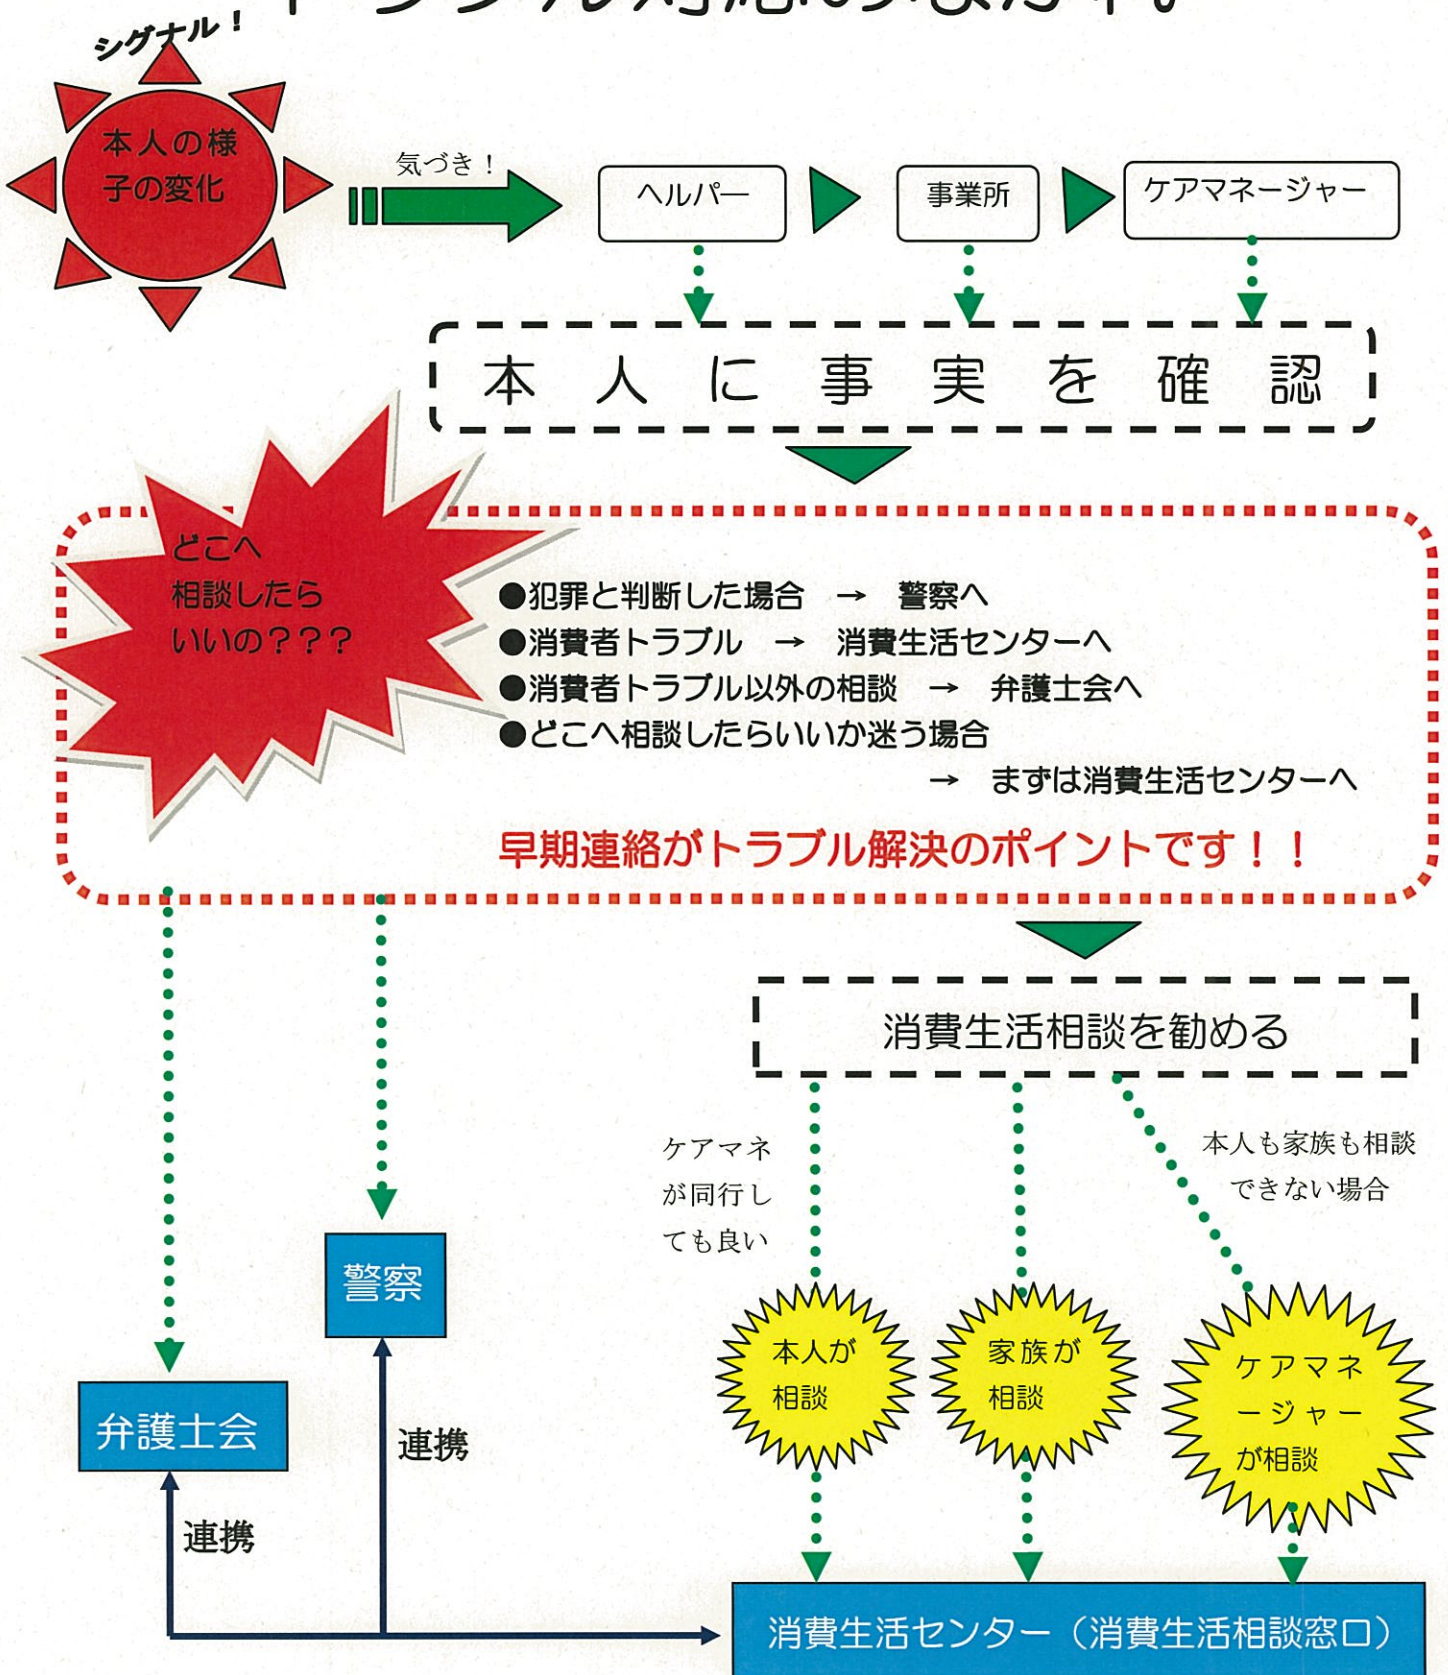 トラブル対応のながれ
シグナル！
本人の様
子の変化
気づき！
ヘルパー
事業所
ケアマネージャー
本人に事実を確認
どこへ
相談したら
いいの？？？
●犯罪と判断した場合　→　警察へ
●消費者トラブル　→　消費生活センターへ
●消費者トラブル以外の相談　→　弁護士会へ
●どこへ相談したらいいか迷う場合
→　まずは消費生活センターへ
早期連絡がトラブル解決のポイントです！！
消費生活相談を勧める
ケアマネ
が同行し
ても良い
本人も家族も相談
できない場合
警察
本人が
相談
家族が
相談
ケアマネ
ージャー
が相談
弁護士会
連携
連携
消費生活センター（消費生活相談窓口）